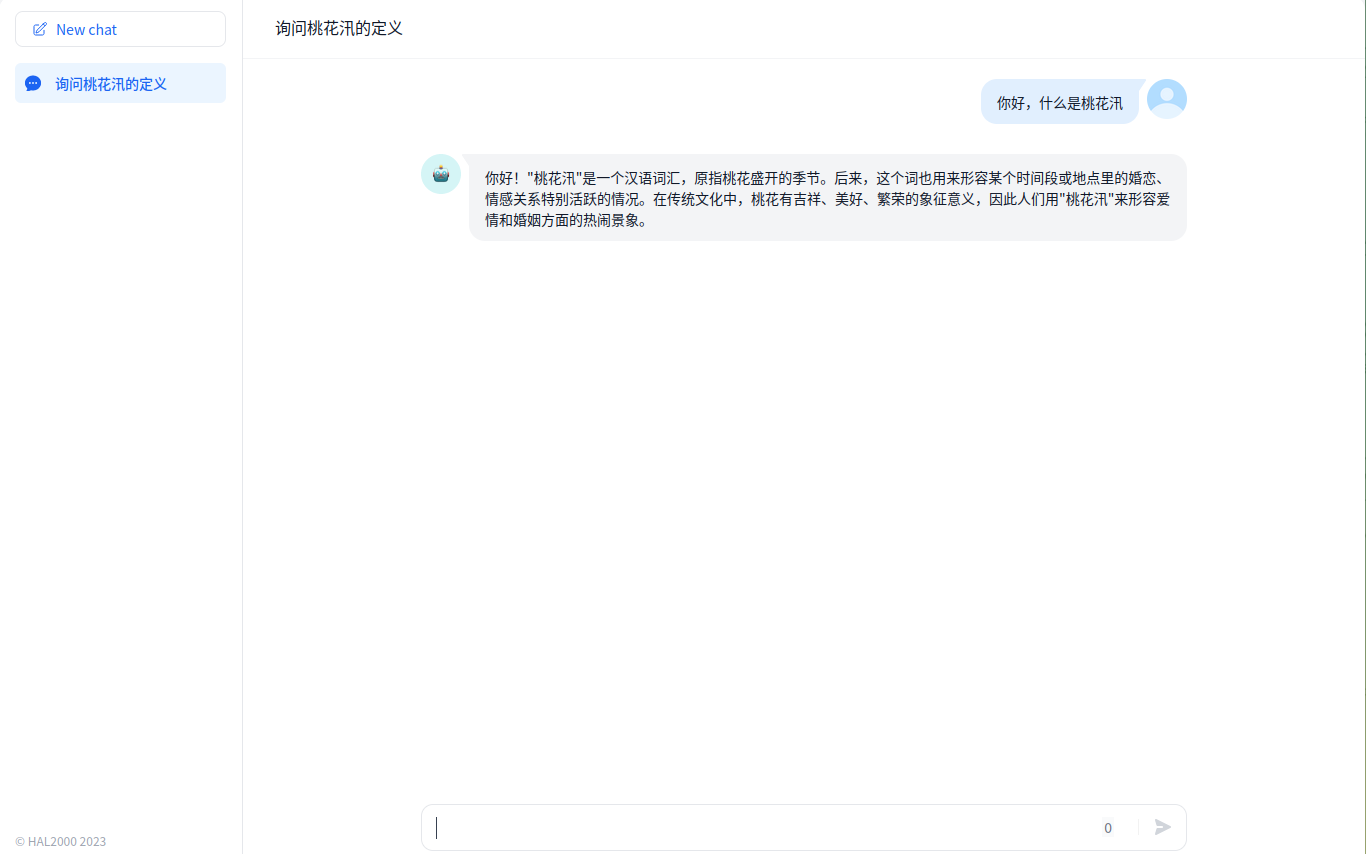 New chat
询问桃花汛的定义
询问桃花汛的定义
你好，什么是桃花汛
你好！"桃花汛"是一个汉语词汇，原指桃花盛开的季节。后来，这个词也用来形容某个时间段或地点里的婚恋、
情感关系特别活跃的情况。在传统文化中，桃花有吉祥、美好、繁荣的象征意义，因此人们用"桃花汛"来形容爱
情和婚姻方面的热闹景象。
0
© HAL2000 2023